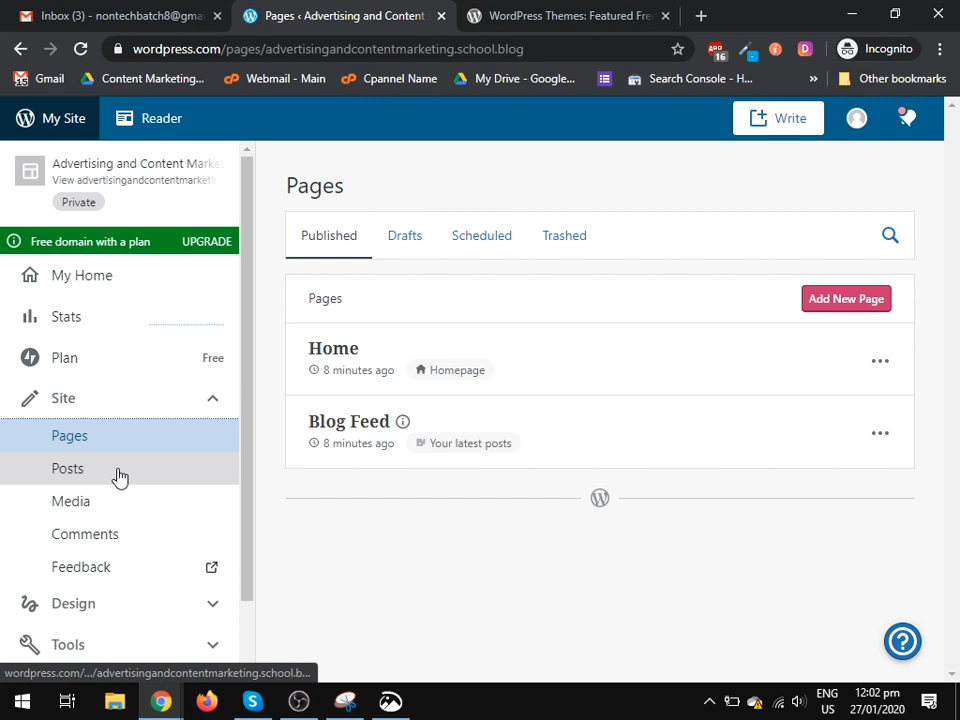 Inbox (3) - nontechbatch8@gma
Pages ‹ Advertising and Content
WordPress Themes: Featured Fre
wordpress.com/pages/advertisingandcontentmarketing.school.blog
16
Incognito
15
Gmail
Content Marketing...
Webmail - Main
Cpannel Name
My Drive - Google...
Search Console - H...
»
Other bookmarks
My Site
Reader
Write
Advertising and Content Marke
View advertisingandcontentmarketi
Private
Free domain with a plan
UPGRADE
My Home
Stats
Plan
Free
Site
Pages
Posts
Media
Comments
Feedback
Design
Tools
Pages
Published
Drafts
Scheduled
Trashed
Pages
Add New Page
Home
8 minutes ago
Homepage
Blog Feed
8 minutes ago
Your latest posts
wordpress.com/.../advertisingandcontentmarketing.school.b...
ENG
US
12:02 pm
27/01/2020